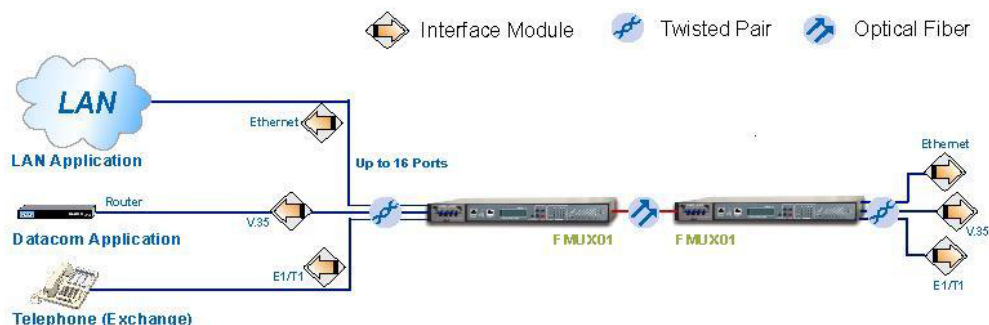 Interface Module
Twisted Pair
Optical Fiber
LAN
Ethernet
LAN Application
Up to 16 Ports
Ethernet
Router
V.35
V.35
Datacom Application
FMUX01
FMUX01
E1/T1
E1/T1
Telephone (Exchange)